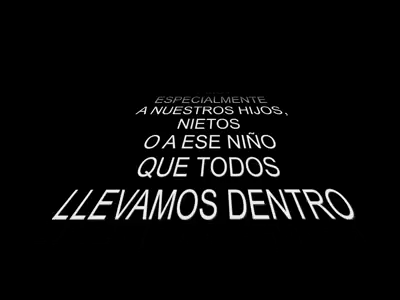 ESPECIALMENTE
A NUESTROS HIJOS,
NIETOS
O A ESE NIÑO
QUE TODOS
LLEVAMOS DENTRO